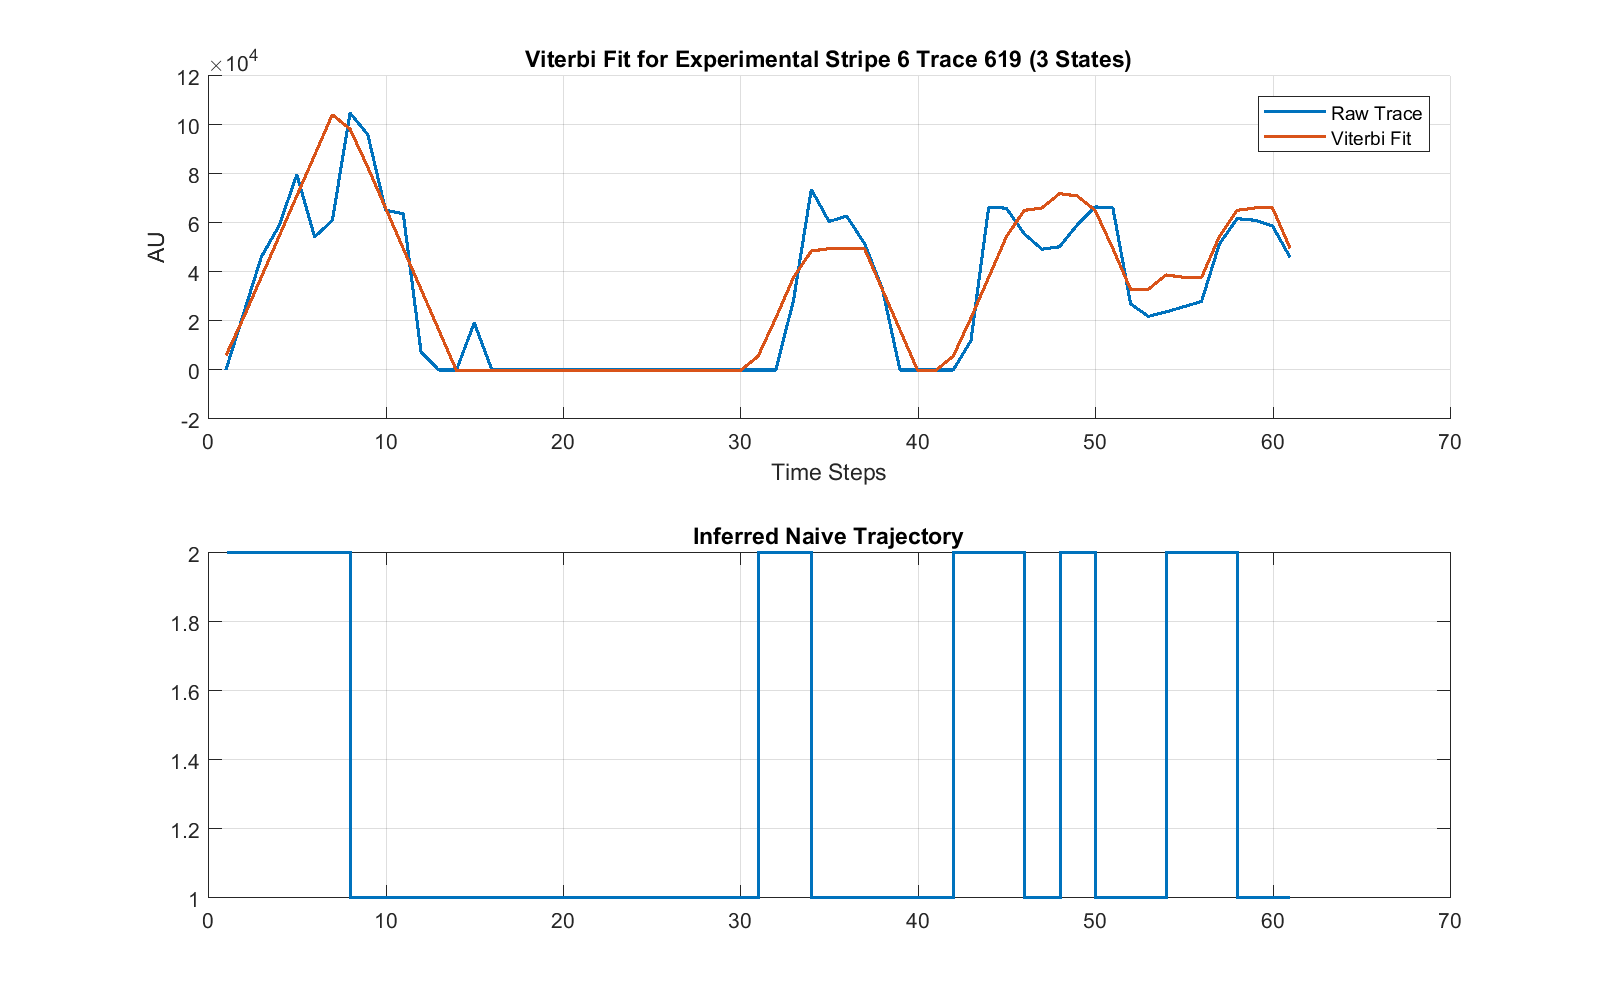 Viterbi Fit for Experimental Stripe 6 Trace 619 (3 States)
×10^4
12
10
8
6
4
2
0
-2
AU
Raw Trace
Viterbi Fit
0 10 20 30 40 50 60 70
Time Steps
Inferred Naive Trajectory
2
1.8
1.6
1.4
1.2
1
0 10 20 30 40 50 60 70